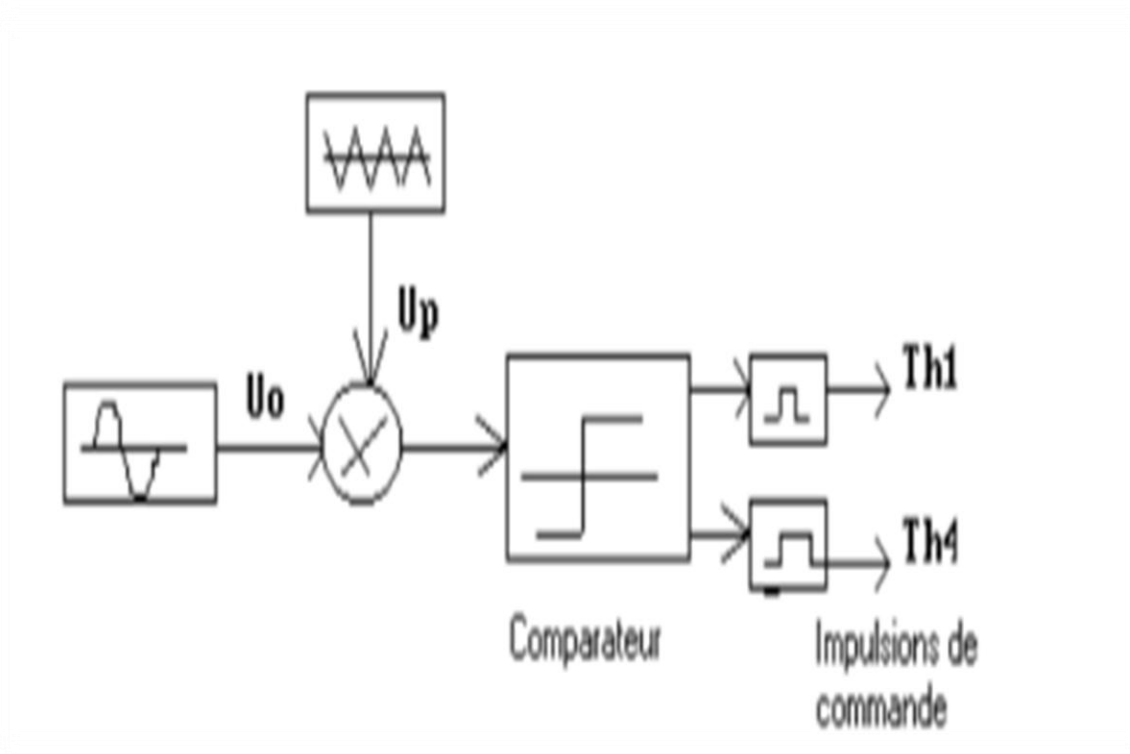 Up
Uo
Th1
Th4
Comparateur
Impulsions de
commande